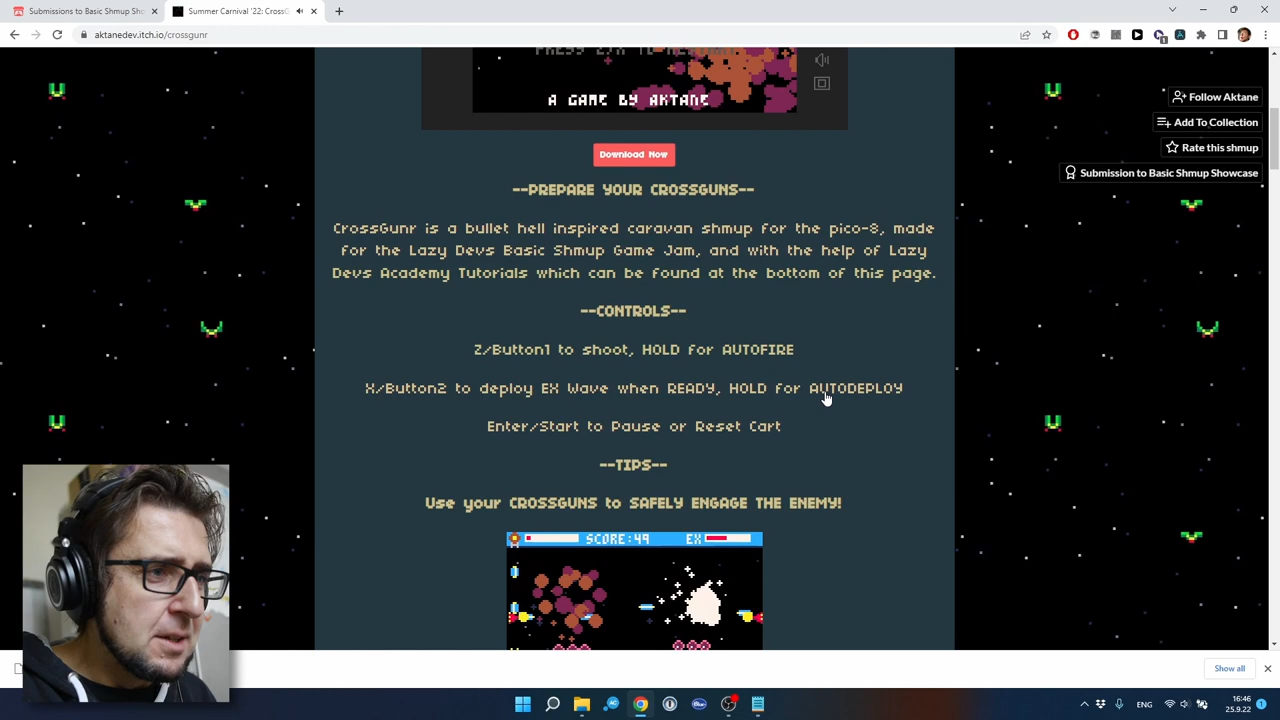 Submissions to Basic Shmup Sho
Summer Carnival '22: CrossG
aktanedev.itch.io/crossgunr
A GAME BY AKTANE
Follow Aktane
Add To Collection
Rate this shmup
Submission to Basic Shmup Showcase
Download Now
--PREPARE YOUR CROSSGUNS--
CrossGunr is a bullet hell inspired caravan shmup for the pico-8, made
for the Lazy Devs Basic Shmup Game Jam, and with the help of Lazy
Devs Academy Tutorials which can be found at the bottom of this page.
--CONTROLS--
Z/Button1 to shoot, HOLD for AUTOFIRE
X/Button2 to deploy EX Wave when READY, HOLD for AUTODEPLOY
Enter/Start to Pause or Reset Cart
--TIPS--
Use your CROSSGUNS to SAFELY ENGAGE THE ENEMY!
SCORE:49 EX
Show all
ENG
16:46
25.9.22